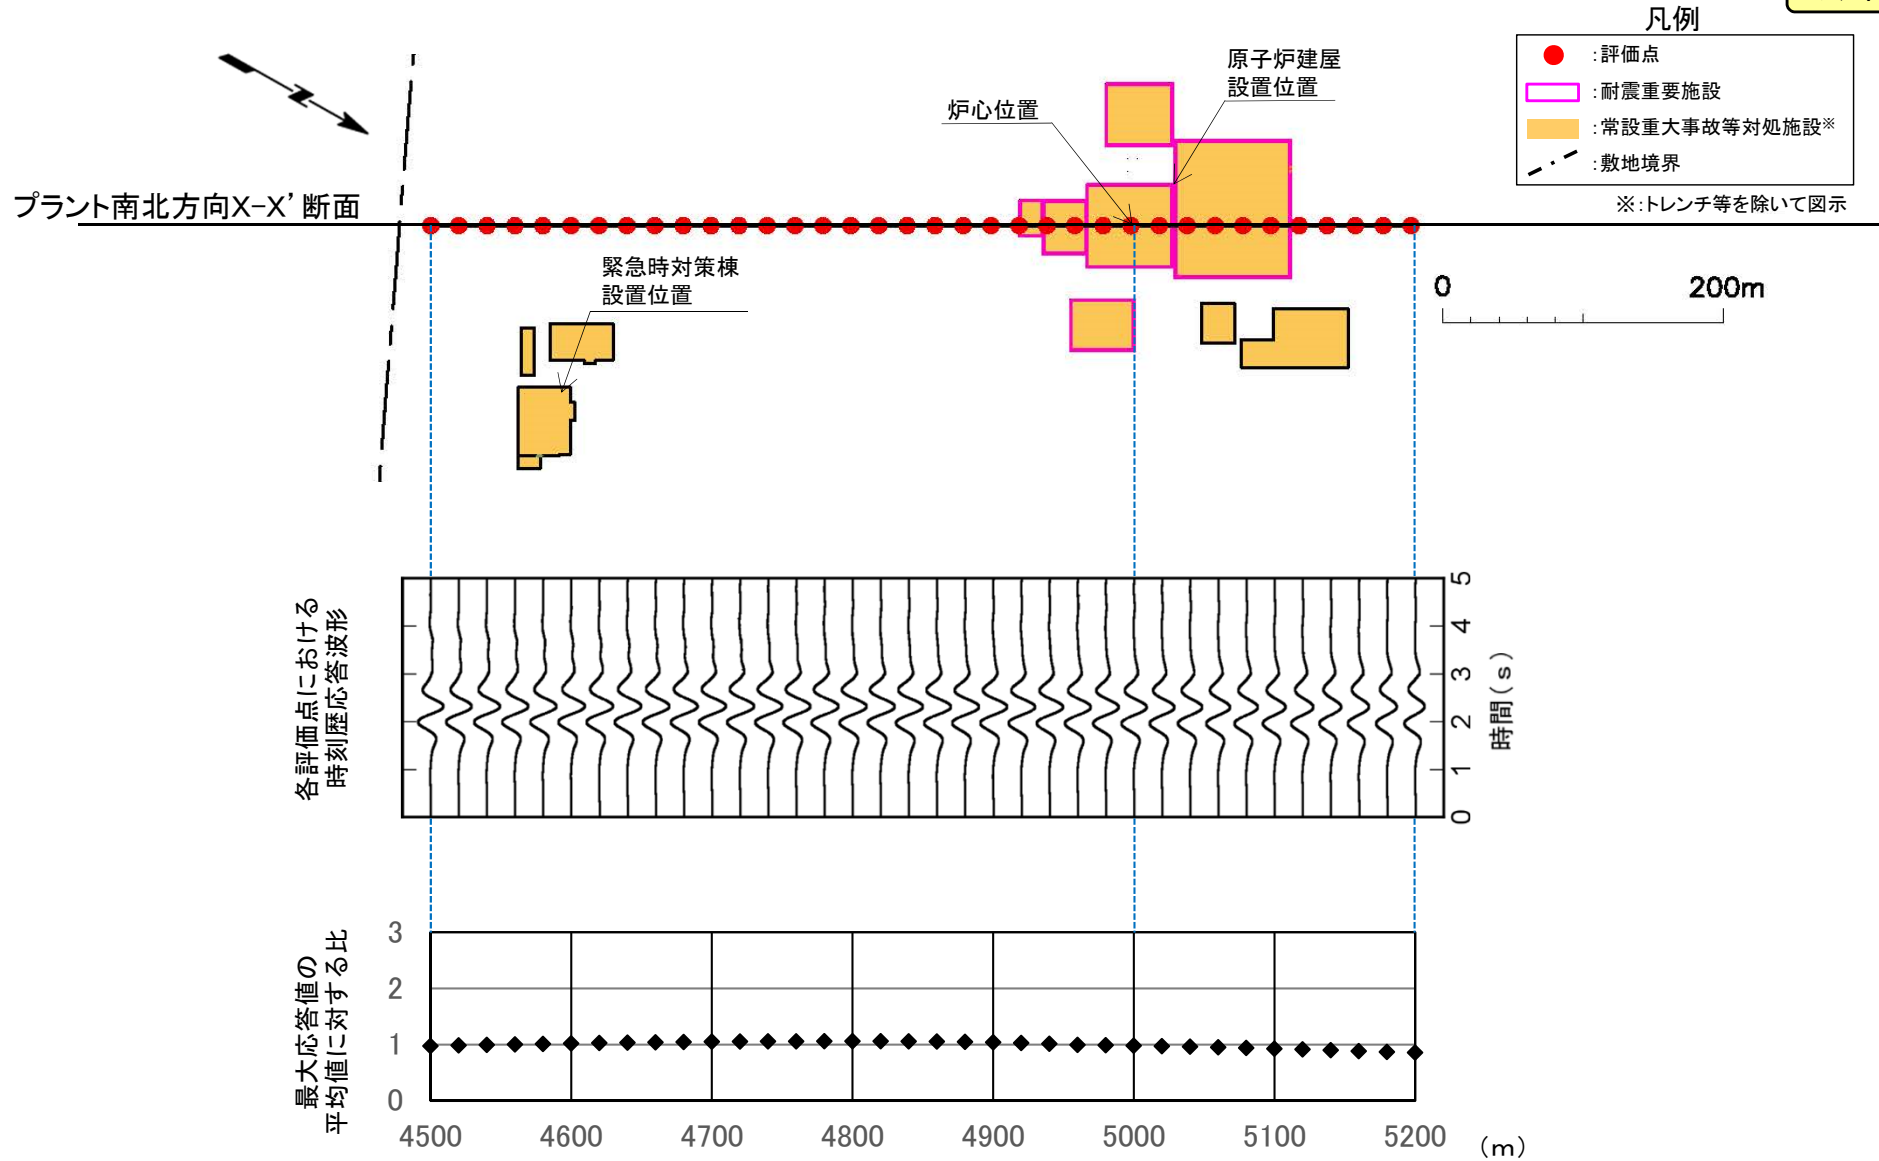 凡例
:評価点
:耐震重要施設
:常設重大事故等対処施設※
:敷地境界
※:トレンチ等を除いて図示
原子炉建屋
設置位置
炉心位置
プラント南北方向X-X’断面
緊急時対策棟
設置位置
0 200m
各評価点における
時刻歴応答波形
0 1 2 3 4 5
時間(s)
最大応答値の
平均値に対する比
3
2
1
0
4500 4600 4700 4800 4900 5000 5100 5200 (m)